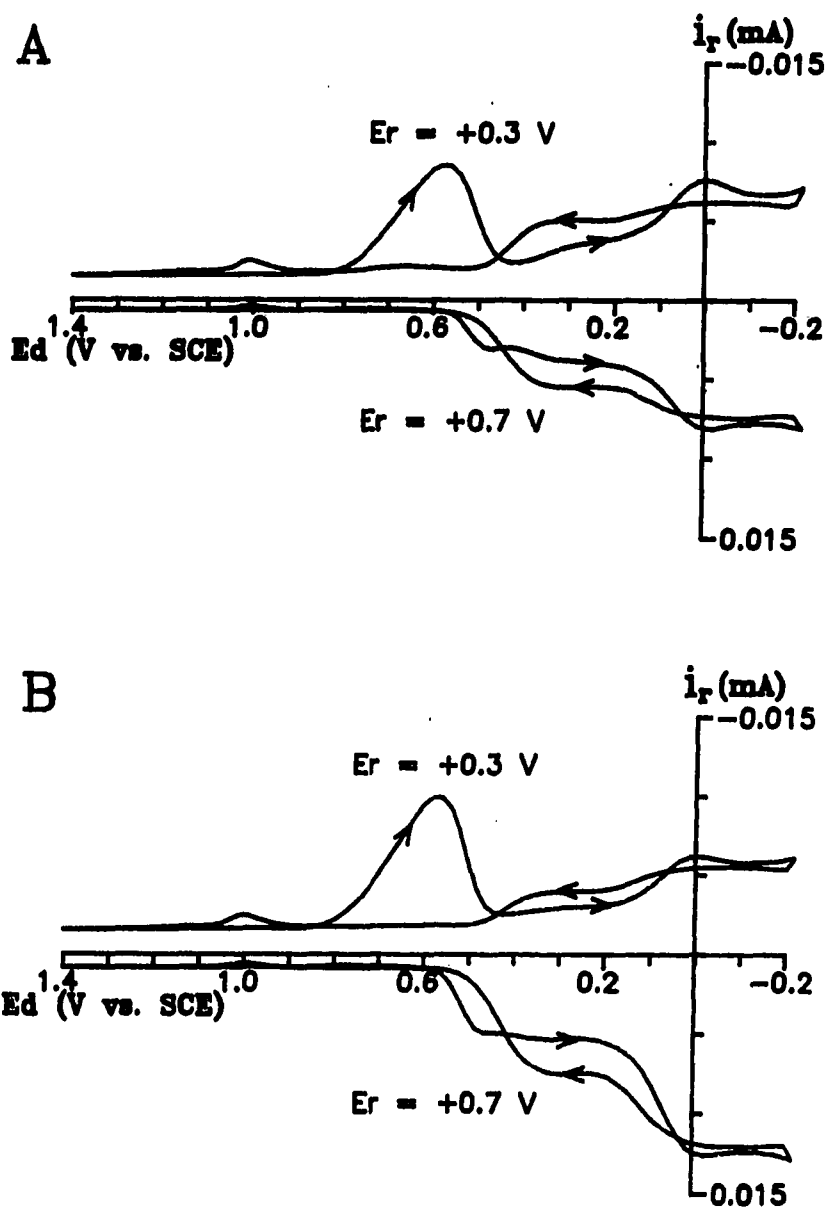 A
iᵣ(mA)
-0.015
Er = +0.3 V
1.4
1.0
0.6
0.2
-0.2
Ed (V vs. SCE)
Er = +0.7 V
0.015
B
iᵣ(mA)
-0.015
Er = +0.3 V
1.4
1.0
0.6
0.2
-0.2
Ed (V vs. SCE)
Er = +0.7 V
0.015